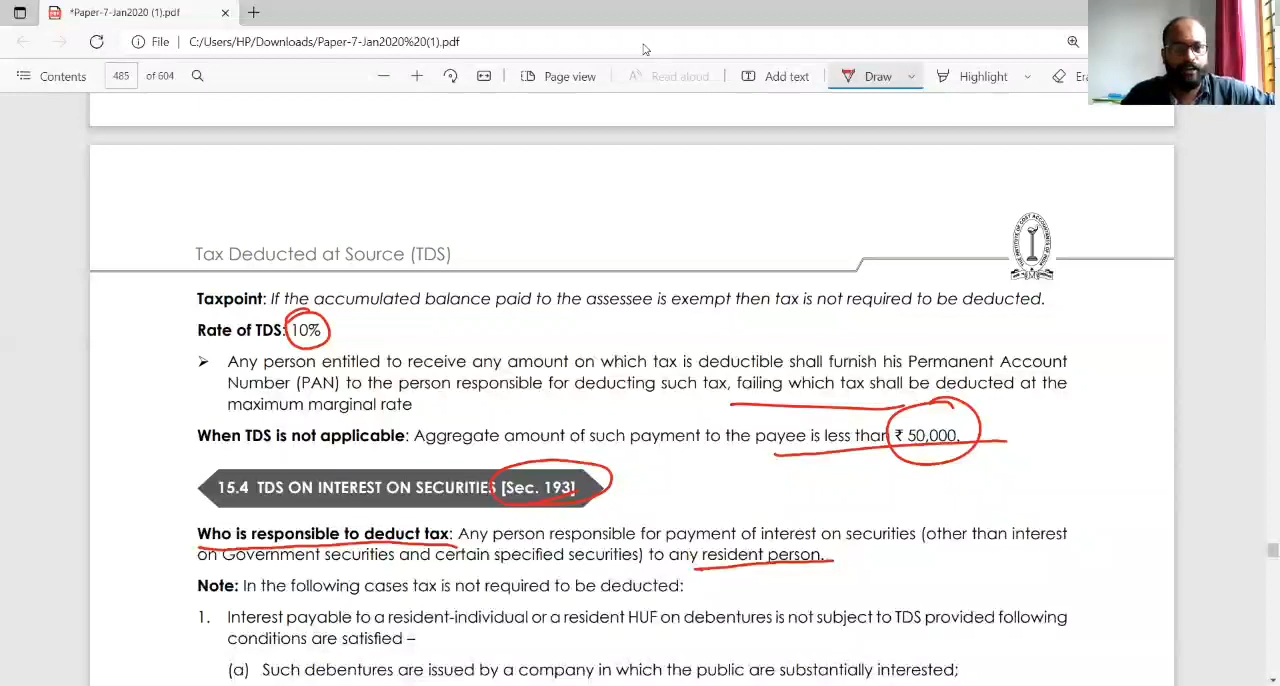 *Paper-7-Jan2020 (1).pdf
File C:/Users/HP/Downloads/Paper-7-Jan2020%20(1).pdf
Contents 485 of 604 Page view Read aloud Add text Draw Highlight Era
Tax Deducted at Source (TDS)
THE INSTITUTE OF COST ACCOUNTANTS OF INDIA
Taxpoint: If the accumulated balance paid to the assessee is exempt then tax is not required to be deducted.
Rate of TDS: 10%
➢ Any person entitled to receive any amount on which tax is deductible shall furnish his Permanent Account
Number (PAN) to the person responsible for deducting such tax, failing which tax shall be deducted at the
maximum marginal rate
When TDS is not applicable: Aggregate amount of such payment to the payee is less than ₹ 50,000.
15.4 TDS ON INTEREST ON SECURITIES [Sec. 193]
Who is responsible to deduct tax: Any person responsible for payment of interest on securities (other than interest
on Government securities and certain specified securities) to any resident person.
Note: In the following cases tax is not required to be deducted:
1. Interest payable to a resident-individual or a resident HUF on debentures is not subject to TDS provided following
conditions are satisfied –
(a) Such debentures are issued by a company in which the public are substantially interested;